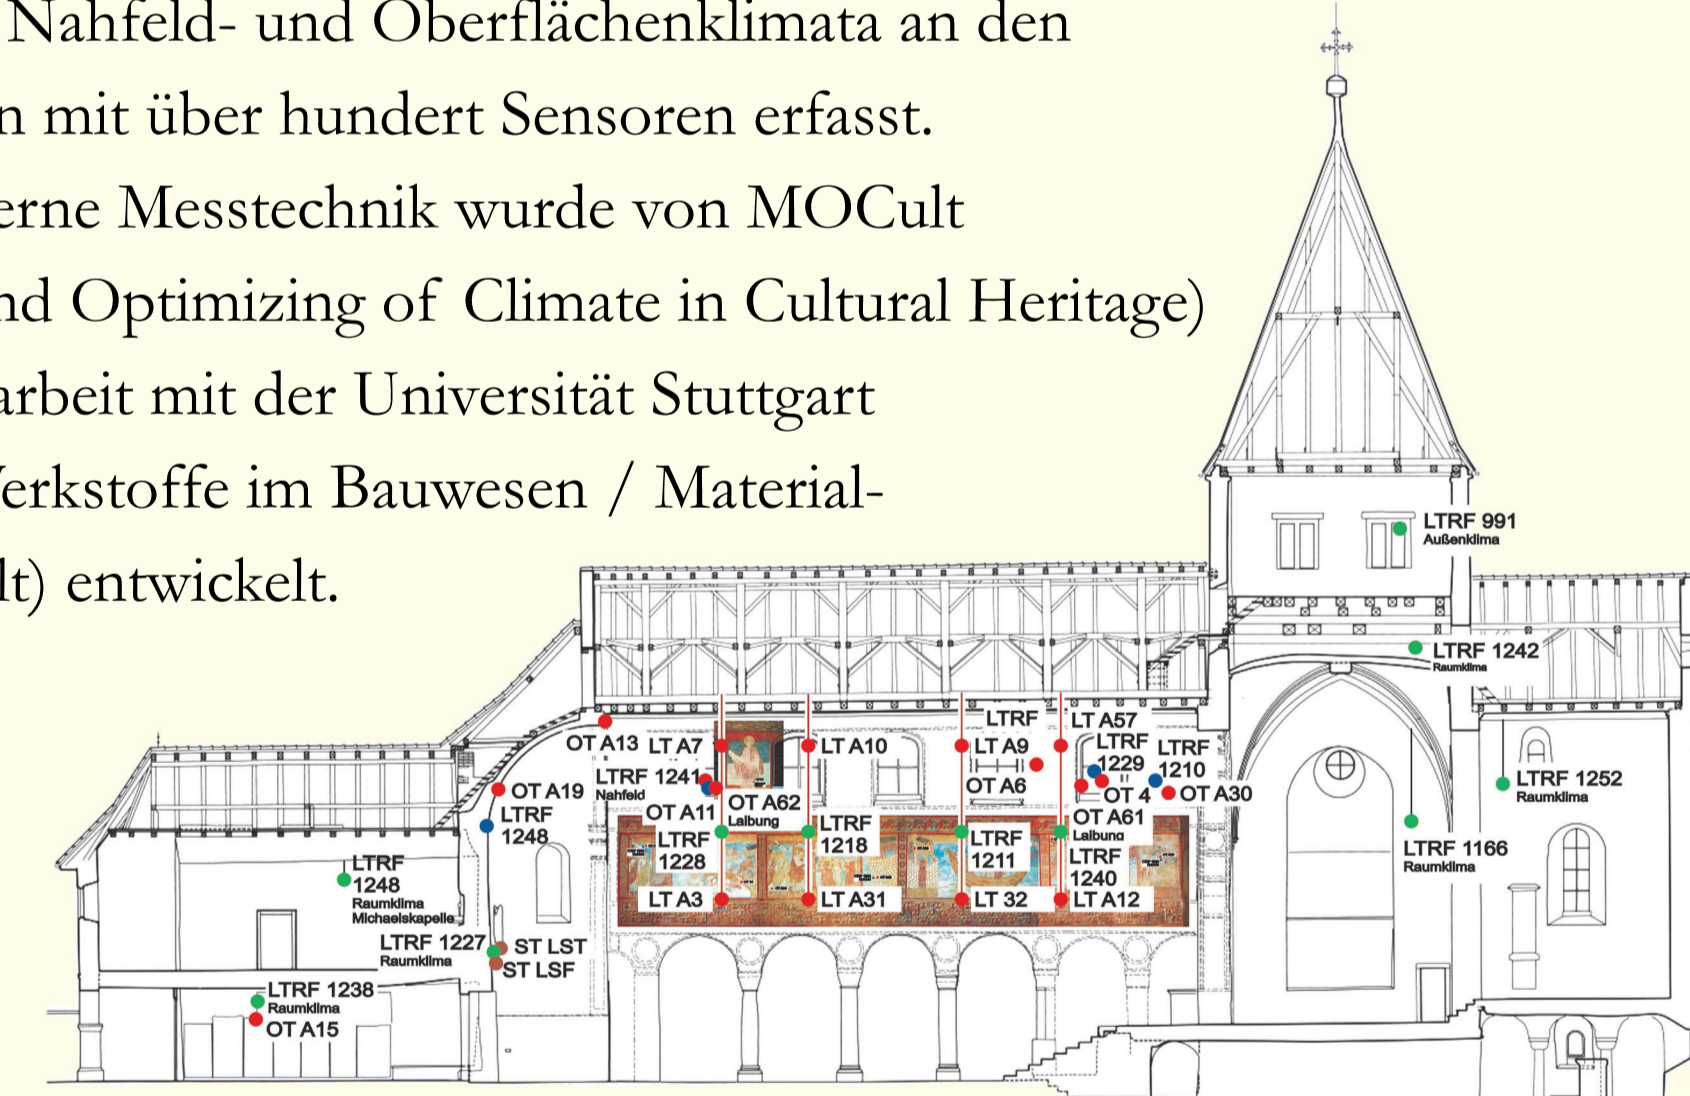 Nahfeld- und Oberflächenklimata an den
n mit über hundert Sensoren erfasst.
erne Messtechnik wurde von MOCult
nd Optimizing of Climate in Cultural Heritage)
arbeit mit der Universität Stuttgart
Werkstoffe im Bauwesen / Material-
lt) entwickelt.
LTRF 991
Außenklima
LTRF 1242
Raumklima
LTRF 1252
Raumklima
LTRF 1166
Raumklima
OT A13
LT A7
LT A10
LTRF
LT A9
OT A6
LT A57
LTRF
1229
LTRF
1210
OT 4
OT A30
LTRF 1241
Nahfeld
OT A11
OT A62
Laibung
OT A61
Laibung
LTRF
1228
LTRF
1218
LTRF
1211
LTRF
1240
LT A3
LT A31
LT 32
LT A12
OT A19
LTRF
1248
LTRF
1248
Raumklima
Michaelskapelle
LTRF 1227
Raumklima
ST LST
ST LSF
LTRF 1238
Raumklima
OT A15